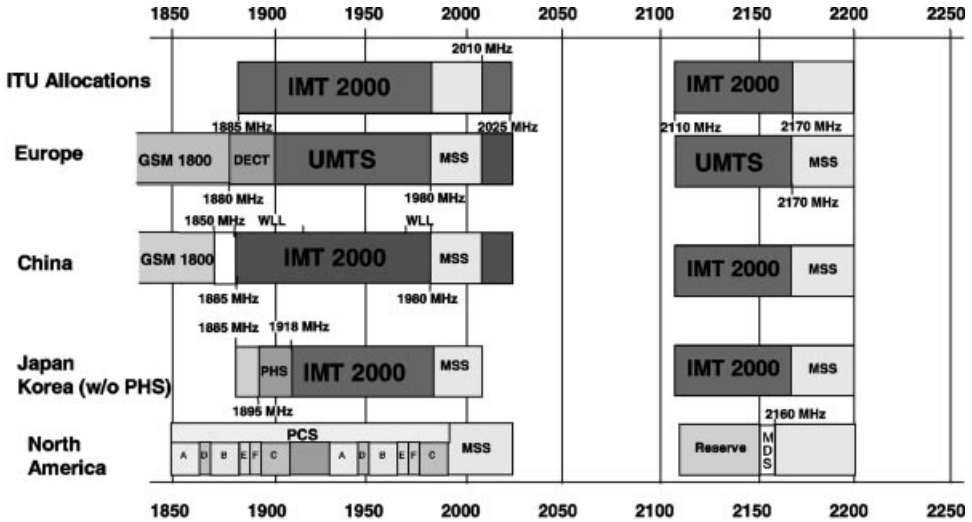 1850 1900 1950 2000 2050 2100 2150 2200 2250
2010 MHz
ITU Allocations
IMT 2000
IMT 2000
1885 MHz
2025 MHz
2110 MHz
2170 MHz
Europe
GSM 1800
DECT
UMTS
MSS
UMTS
MSS
1880 MHz
1980 MHz
2170 MHz
1850 MHz
WLL
WLL
China
GSM 1800
IMT 2000
MSS
IMT 2000
MSS
1885 MHz
1980 MHz
1885 MHz
1918 MHz
Japan
Korea (w/o PHS)
PHS
IMT 2000
MSS
IMT 2000
MSS
1895 MHz
2160 MHz
North
America
PCS
A D B E F C A D B E F C
MSS
Reserve
MDS
1850 1900 1950 2000 2050 2100 2150 2200 2250